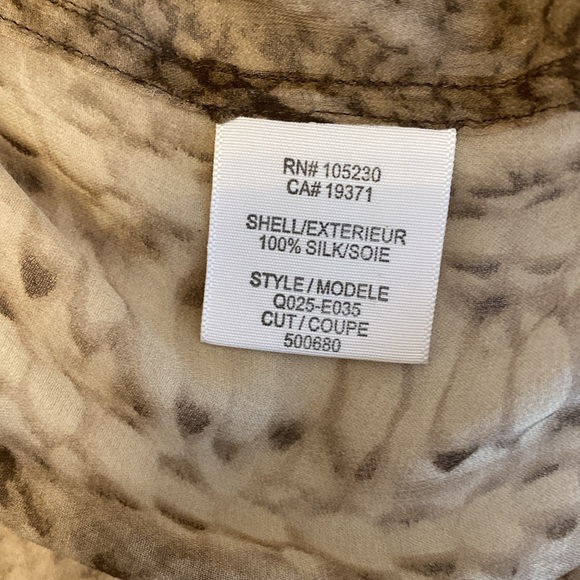 RN# 105230
CA# 19371
SHELL/EXTERIEUR
100% SILK/SOIE
STYLE / MODELE
Q025-E035
CUT / COUPE
500680